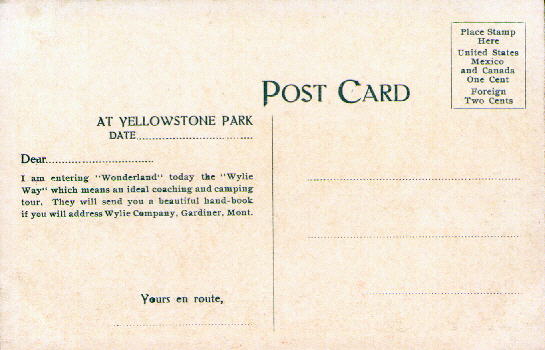 Place Stamp
Here
United States
Mexico
and Canada
One Cent
Foreign
Two Cents
POST CARD
AT YELLOWSTONE PARK
DATE
Dear
I am entering "Wonderland" today the "Wylie
Way" which means an ideal coaching and camping
tour. They will send you a beautiful hand-book
if you will address Wylie Company, Gardiner, Mont.
Yours en route,